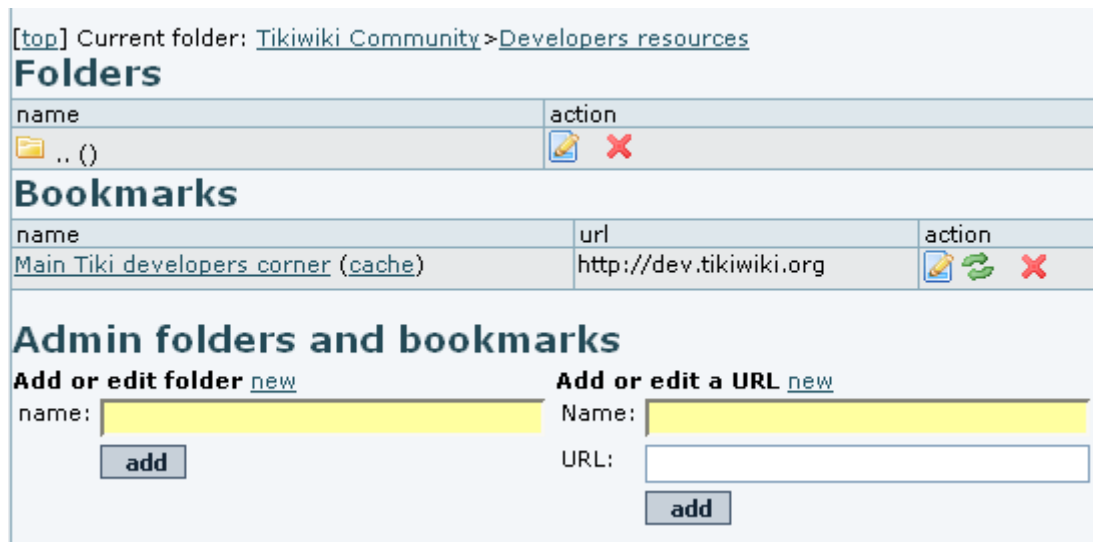 [top] Current folder: Tikiwiki Community>Developers resources
Folders
name action
.. ()
Bookmarks
name url action
Main Tiki developers corner (cache) http://dev.tikiwiki.org
Admin folders and bookmarks
Add or edit folder new Add or edit a URL new
name: Name:
add URL:
add